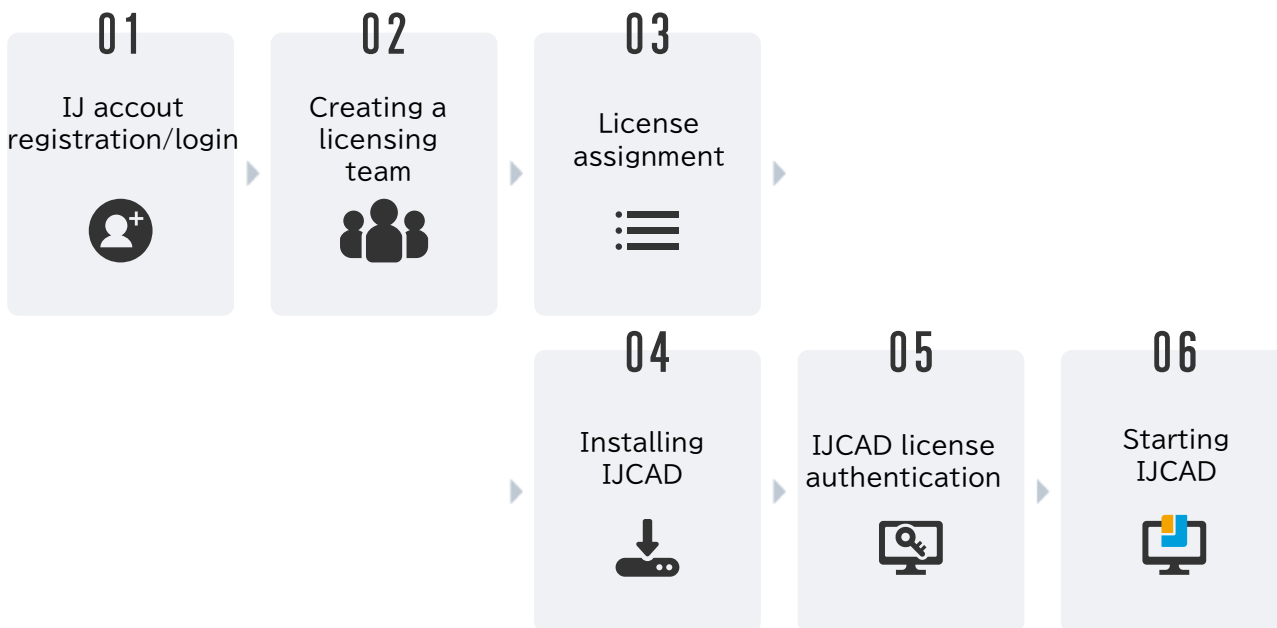 01
IJ accout
registration/login
02
Creating a
licensing
team
03
License
assignment
04
Installing
IJCAD
05
IJCAD license
authentication
06
Starting
IJCAD